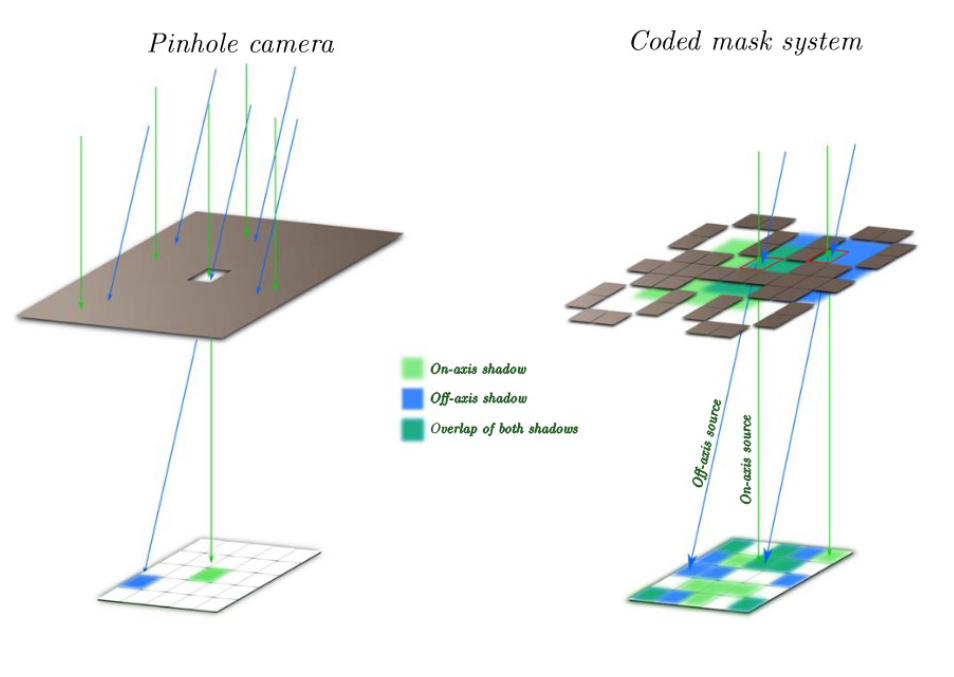 Pinhole camera
Coded mask system
On-axis shadow
Off-axis shadow
Overlap of both shadows
Off-axis source
On-axis source